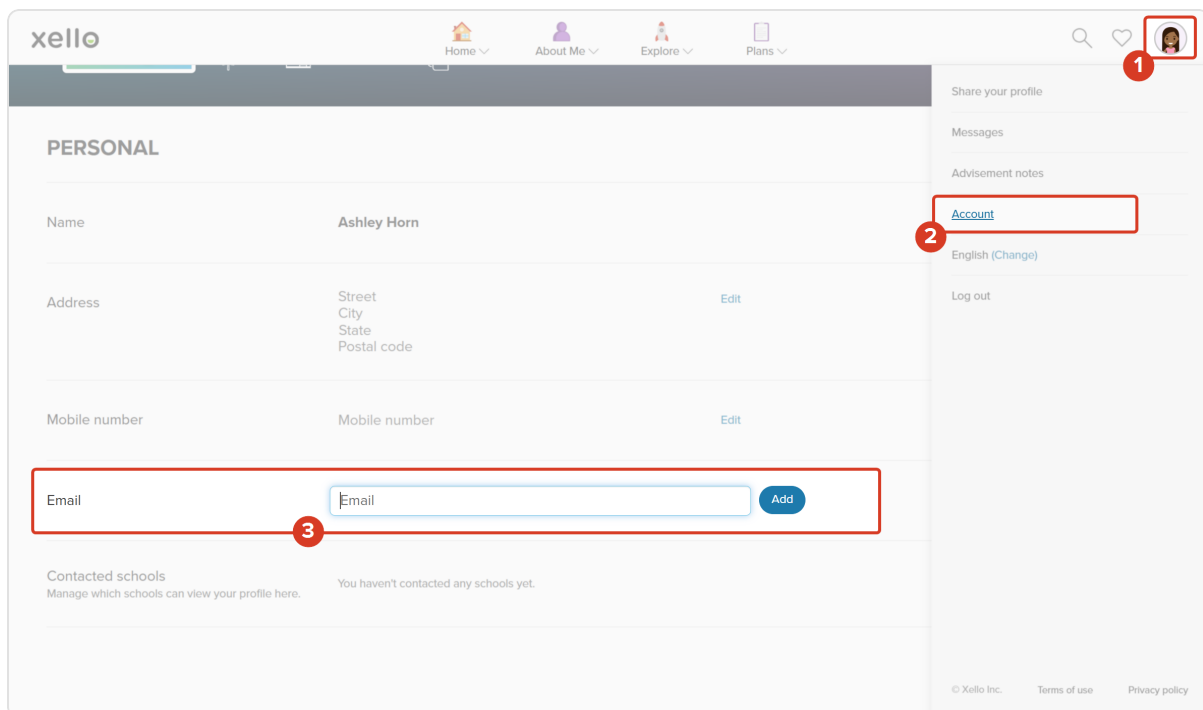 xello
Home
About Me
Explore
Plans
1
Share your profile
Messages
Advisement notes
Account
2
English (Change)
Log out
PERSONAL
Name
Ashley Horn
Address
Street
City
State
Postal code
Edit
Mobile number
Mobile number
Edit
Email
Email
Add
3
Contacted schools
Manage which schools can view your profile here.
You haven't contacted any schools yet.
© Xello Inc.
Terms of use
Privacy policy